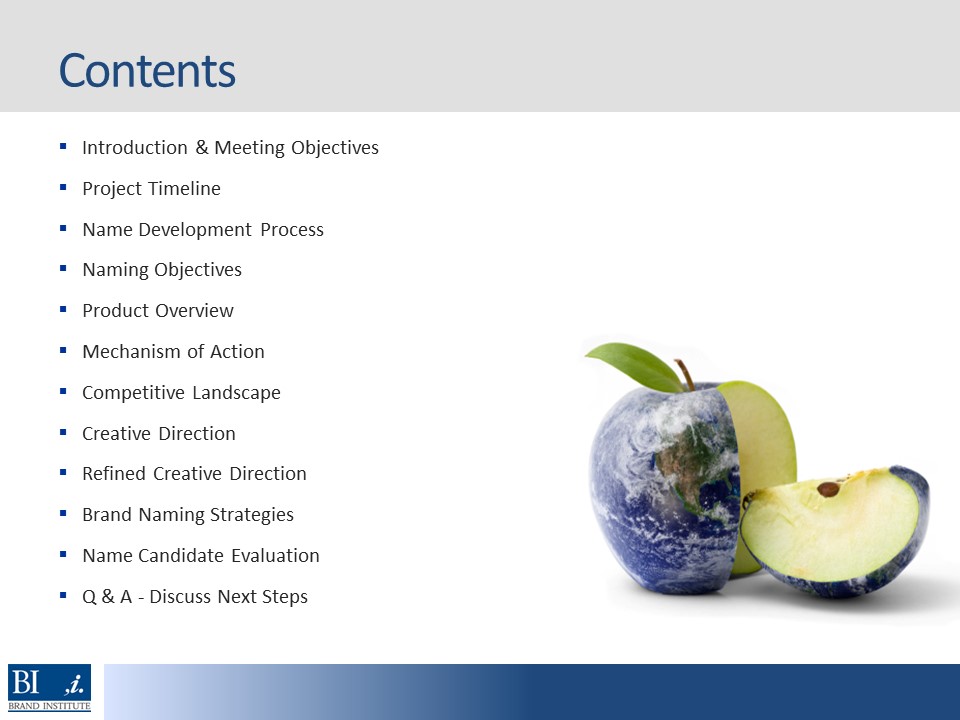 Contents
▪ Introduction & Meeting Objectives
▪ Project Timeline
▪ Name Development Process
▪ Naming Objectives
▪ Product Overview
▪ Mechanism of Action
▪ Competitive Landscape
▪ Creative Direction
▪ Refined Creative Direction
▪ Brand Naming Strategies
▪ Name Candidate Evaluation
▪ Q & A - Discuss Next Steps
BI ,i.
BRAND INSTITUTE